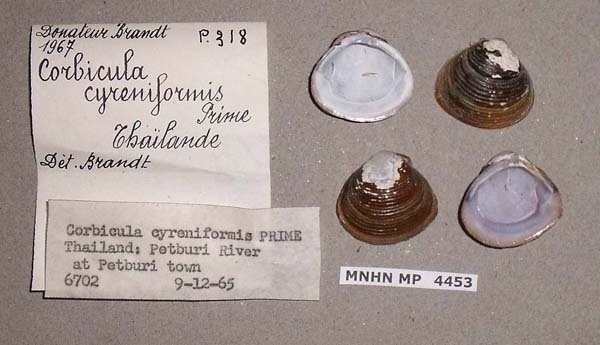 Donateur Brandt P. 318
1967
Corbicula
cyreniformis
Prime
Thaïlande
Dét. Brandt
Corbicula cyreniformis PRIME
Thailand: Petburi River
at Petburi town
6702 9-12-65
MNHN MP 4453